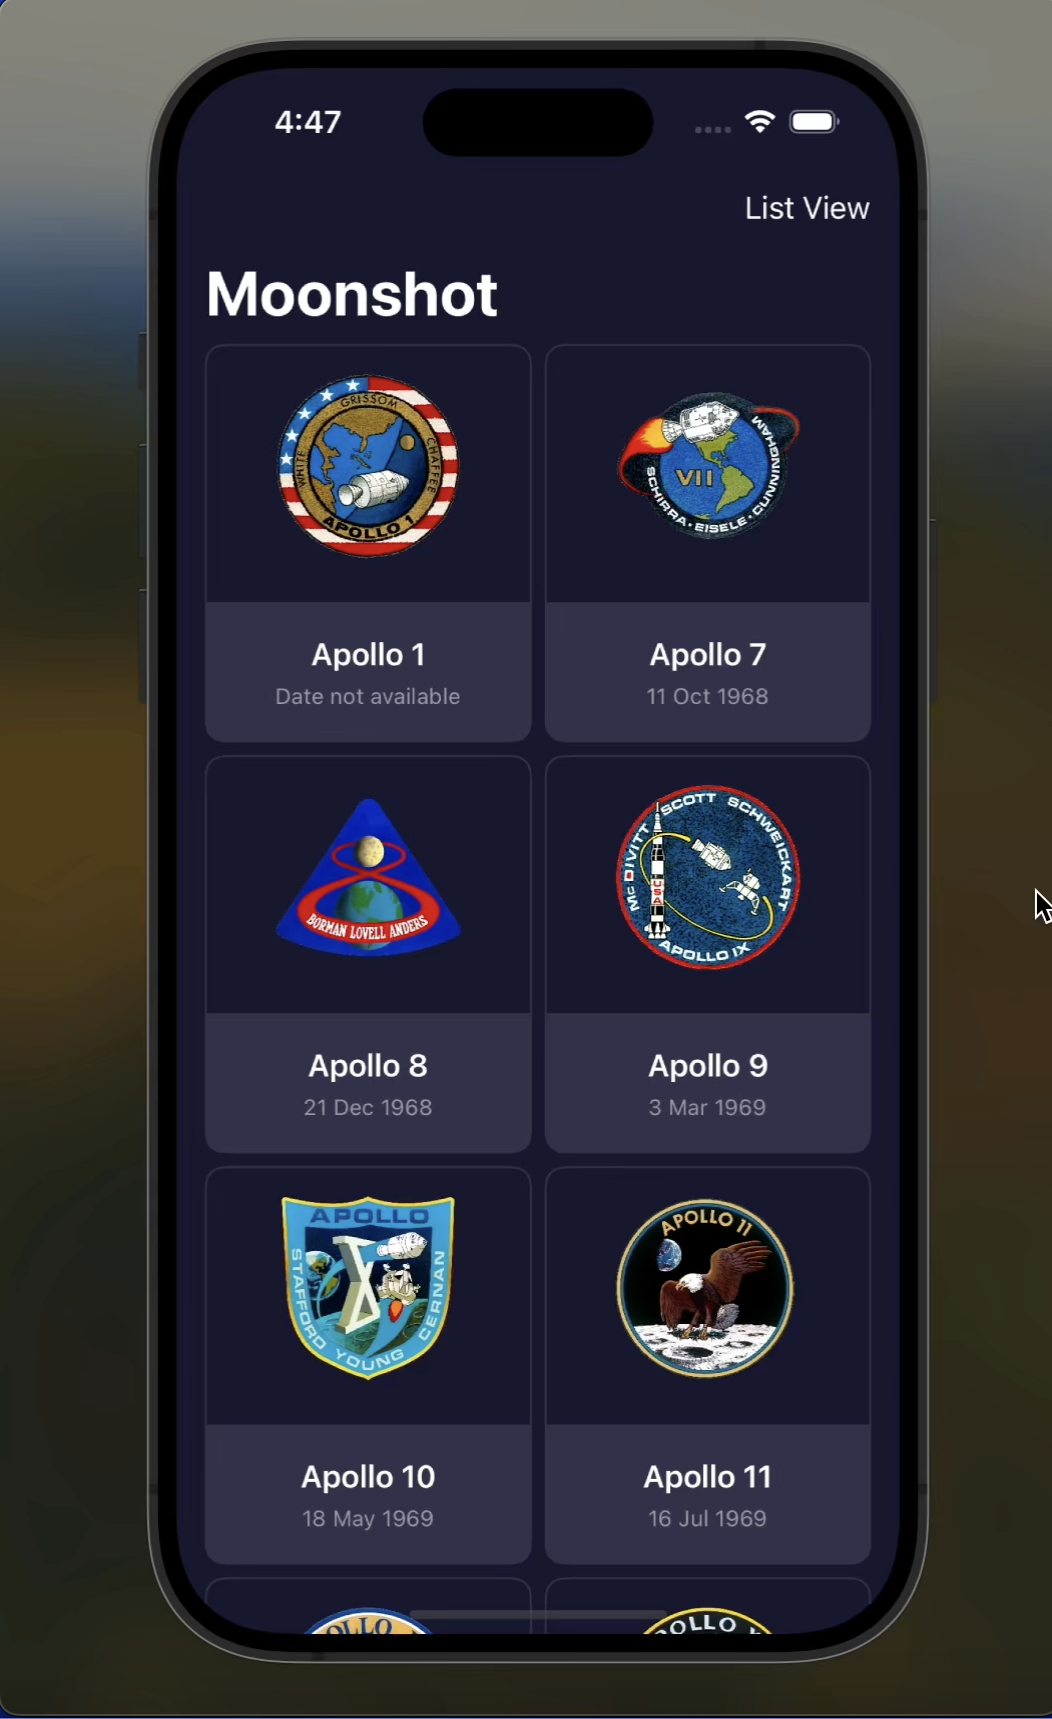 4:47
List View
Moonshot
GRISSOM
WHITE
CHAFFEE
APOLLO 1
VII
SCHIRRA • EISELE • CUNNINGHAM
Apollo 1
Apollo 7
Date not available
11 Oct 1968
BORMAN LOVELL ANDERS
McDIVITT SCOTT SCHWEICKART
USA
APOLLO IX
Apollo 8
Apollo 9
21 Dec 1968
3 Mar 1969
APOLLO
X
STAFFORD YOUNG CERNAN
APOLLO 11
Apollo 10
Apollo 11
18 May 1969
16 Jul 1969